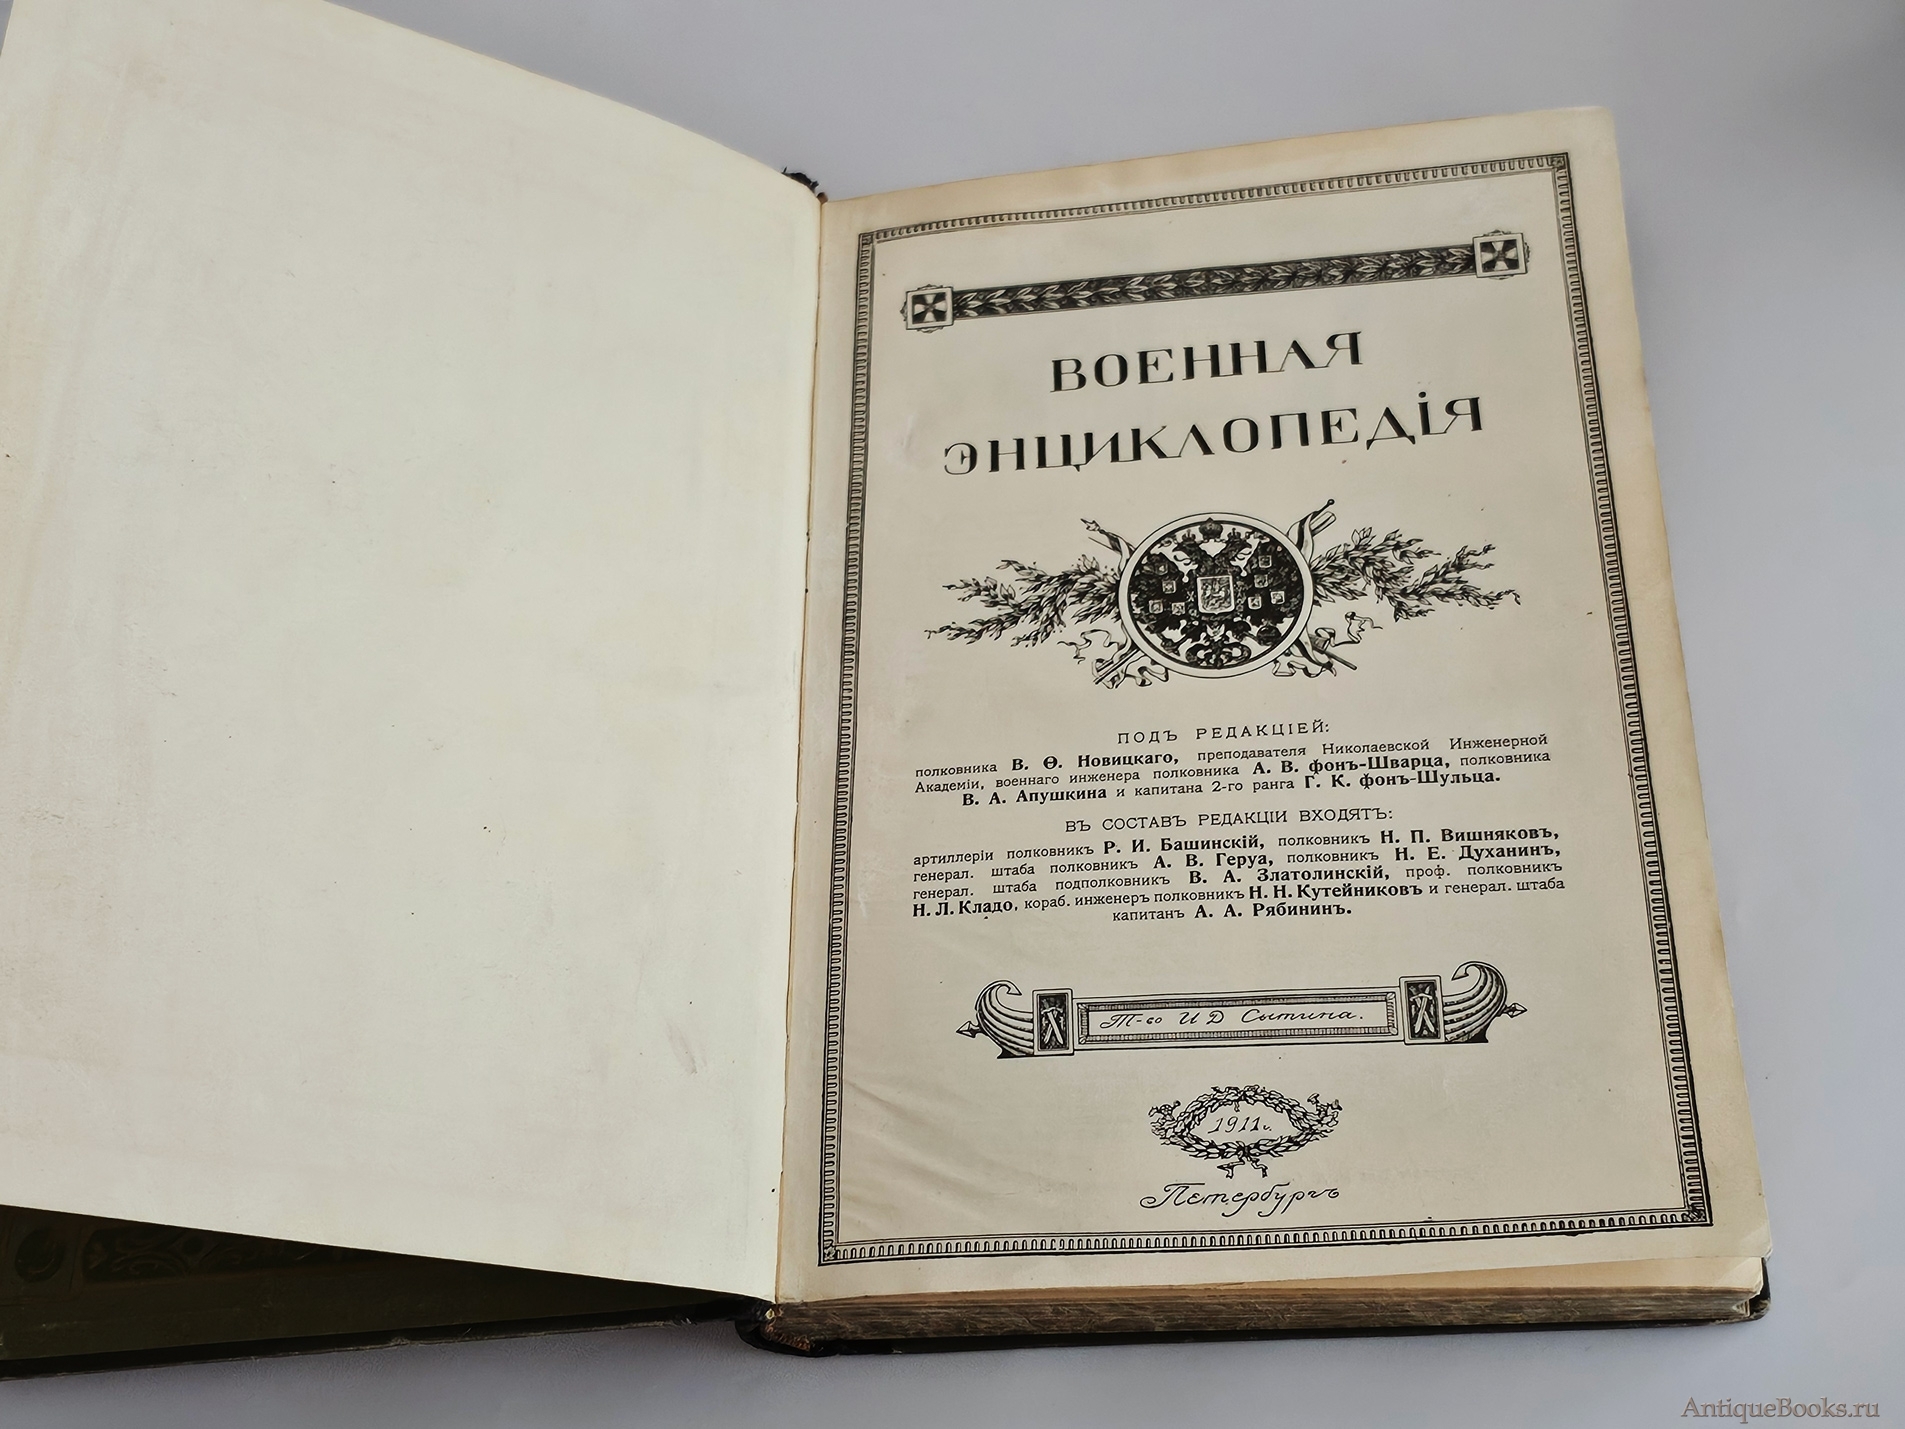 ВОЕННАЯ
ЭНЦИКЛОПЕДІЯ
ПОДЪ РЕДАКЦІЕЙ:
полковника В. Ѳ. Новицкаго, преподавателя Николаевской Инженерной
Академіи, военнаго инженера полковника А. В. фонъ-Шварца, полковника
В. А. Апушкина и капитана 2-го ранга Г. К. фонъ-Шульца.
ВЪ СОСТАВЪ РЕДАКЦІИ ВХОДЯТЪ:
артиллеріи полковникъ Р. И. Башинскій, полковникъ Н. П. Вишняковъ,
генерал. штаба полковникъ А. В. Геруа, полковникъ Н. Е. Духанинъ,
генерал. штаба подполковникъ В. А. Златолинскій, проф. полковникъ
Н. Л. Кладо, кораб. инженеръ полковникъ Н. Н. Кутейниковъ и генерал. штаба
капитанъ А. А. Рябининъ.
Т-во И Д Сытина.
1911 г.
Петербургъ
AntiqueBooks.ru